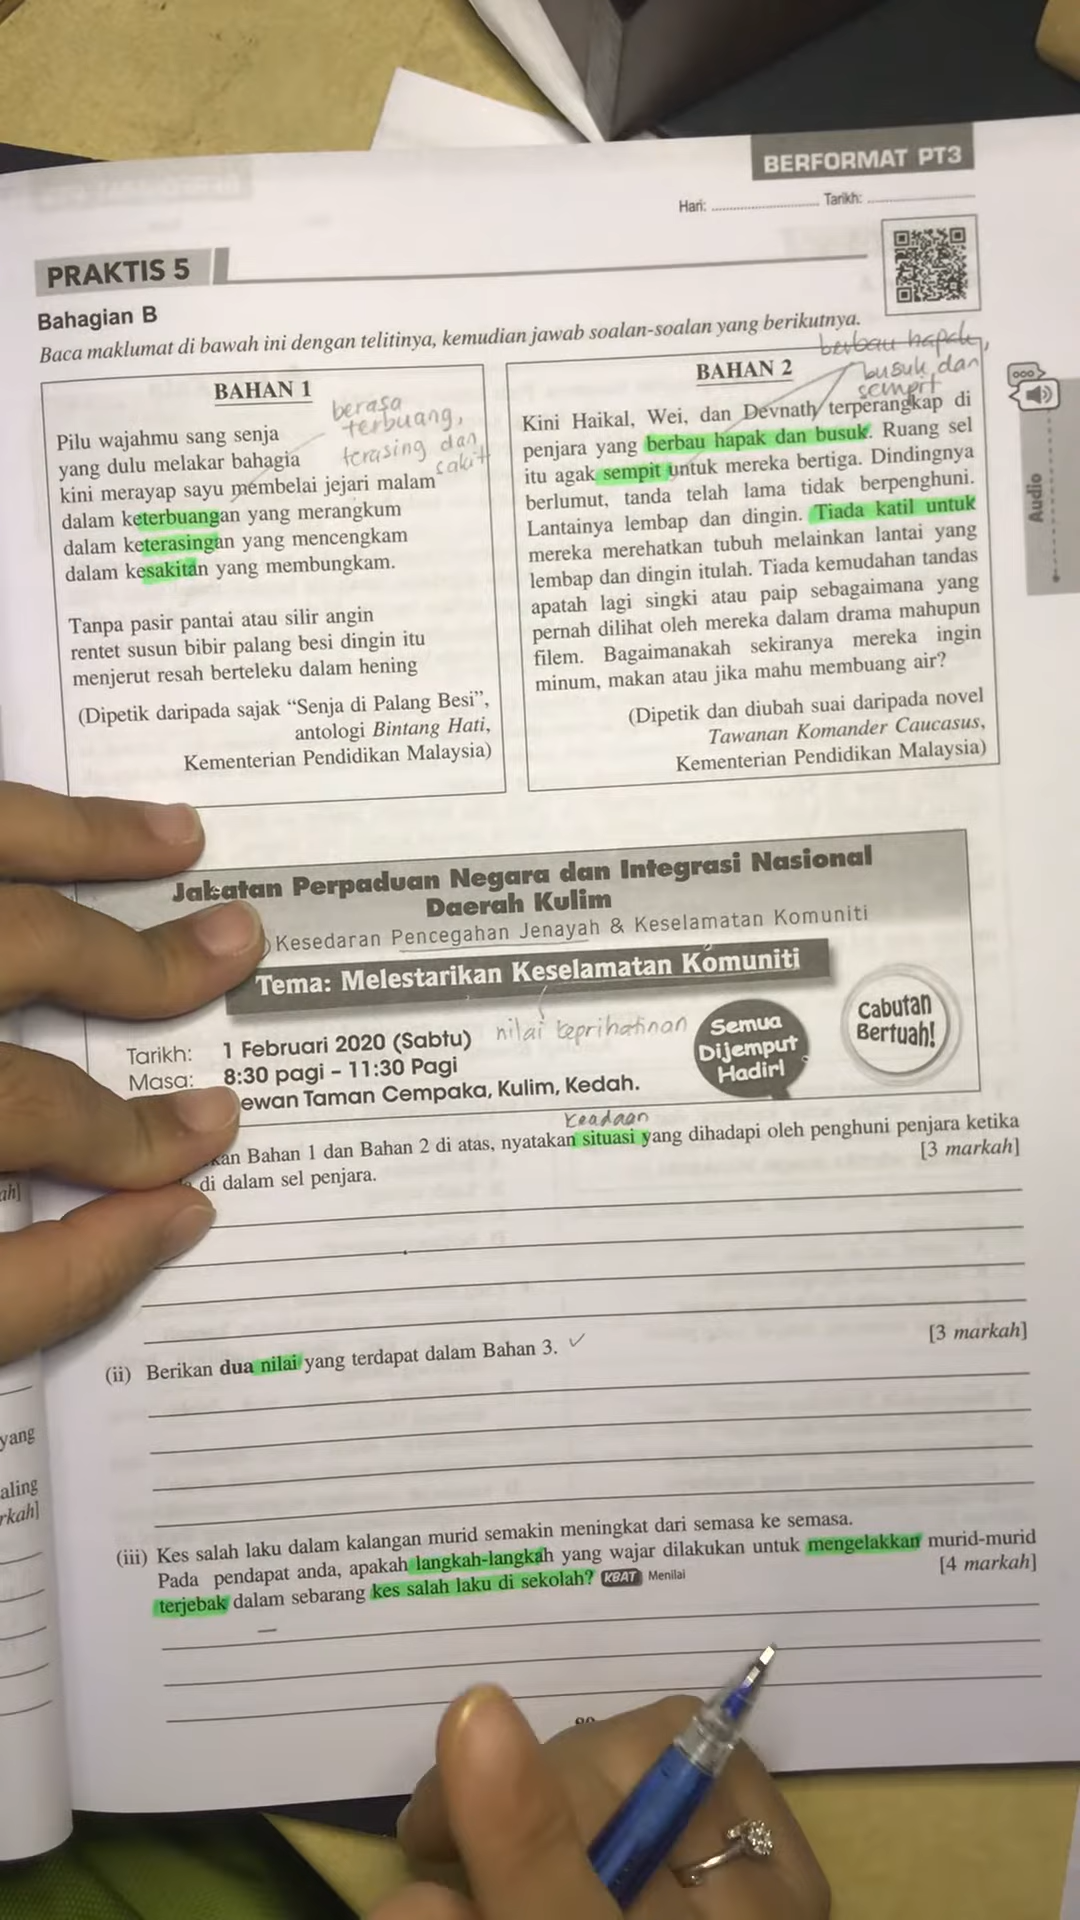 BERFORMAT PT3
Hari: Tarikh:
PRAKTIS 5
Bahagian B
Baca maklumat di bawah ini dengan telitinya, kemudian jawab soalan-soalan yang berikutnya.
BAHAN 1
berasa
terbuang,
terasing dan
sakit
Pilu wajahmu sang senja
yang dulu melakar bahagia
kini merayap sayu membelai jejari malam
dalam keterbuangan yang merangkum
dalam keterasingan yang mencengkam
dalam kesakitan yang membungkam.
Tanpa pasir pantai atau silir angin
rentet susun bibir palang besi dingin itu
menjerut resah berteleku dalam hening
(Dipetik daripada sajak “Senja di Palang Besi”,
antologi Bintang Hati,
Kementerian Pendidikan Malaysia)
berbau hapak,
busuk dan
sempit
BAHAN 2
Kini Haikal, Wei, dan Devnath terperangkap di
penjara yang berbau hapak dan busuk. Ruang sel
itu agak sempit untuk mereka bertiga. Dindingnya
berlumut, tanda telah lama tidak berpenghuni.
Lantainya lembap dan dingin. Tiada katil untuk
mereka merehatkan tubuh melainkan lantai yang
lembap dan dingin itulah. Tiada kemudahan tandas
apatah lagi singki atau paip sebagaimana yang
pernah dilihat oleh mereka dalam drama mahupun
filem. Bagaimanakah sekiranya mereka ingin
minum, makan atau jika mahu membuang air?
(Dipetik dan diubah suai daripada novel
Tawanan Komander Caucasus,
Kementerian Pendidikan Malaysia)
Audio
Jabatan Perpaduan Negara dan Integrasi Nasional
Daerah Kulim
Kesedaran Pencegahan Jenayah & Keselamatan Komuniti
Tema: Melestarikan Keselamatan Komuniti
nilai keprihatinan
Tarikh: 1 Februari 2020 (Sabtu)
Masa: 8:30 pagi – 11:30 Pagi
ewan Taman Cempaka, Kulim, Kedah.
Semua
Dijemput
Hadir!
Cabutan
Bertuah!
keadaan
kan Bahan 1 dan Bahan 2 di atas, nyatakan situasi yang dihadapi oleh penghuni penjara ketika
di dalam sel penjara. [3 markah]
(ii) Berikan dua nilai yang terdapat dalam Bahan 3. [3 markah]
(iii) Kes salah laku dalam kalangan murid semakin meningkat dari semasa ke semasa.
Pada pendapat anda, apakah langkah-langkah yang wajar dilakukan untuk mengelakkan murid-murid
terjebak dalam sebarang kes salah laku di sekolah? KBAT Menilai [4 markah]
ah]
yang
aling
rkah]